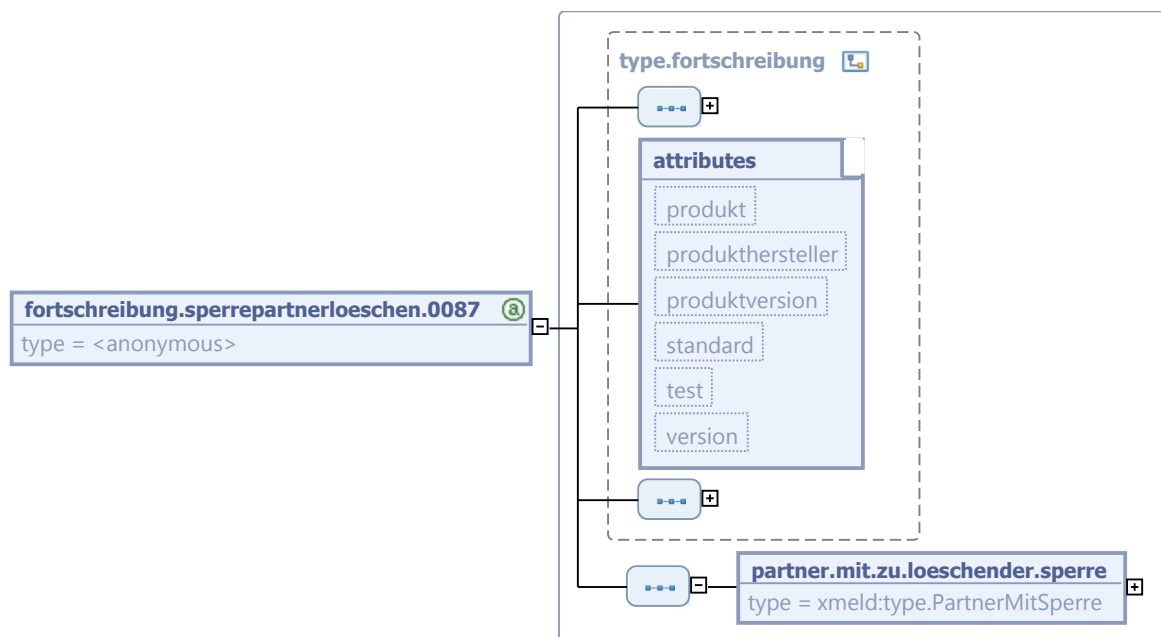 type.fortschreibung
attributes
produkt
produkthersteller
produktversion
standard
test
version
fortschreibung.sperrepartnerloeschen.0087 a
type = <anonymous>
partner.mit.zu.loeschender.sperre
type = xmeld:type.PartnerMitSperre